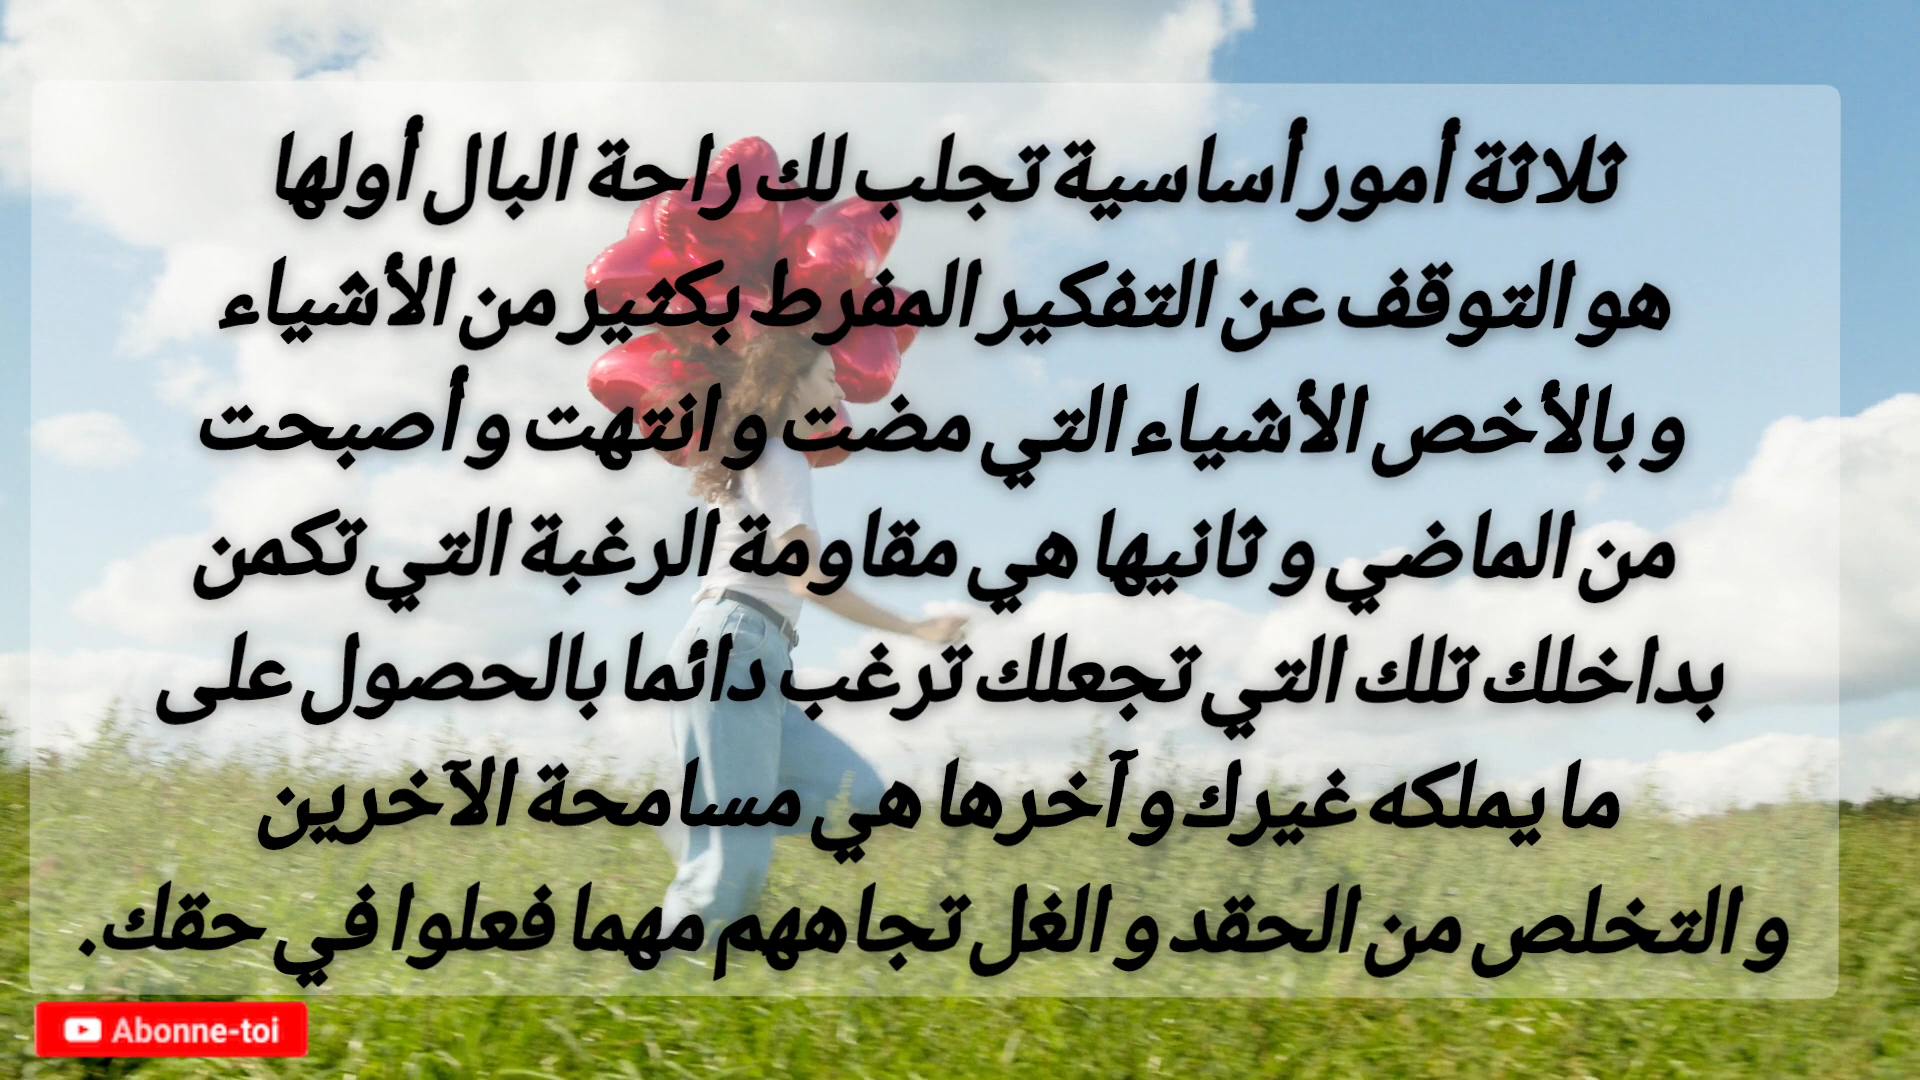 ثلاثة أمور أساسية تجلب لك راحة البال أولها
هو التوقف عن التفكير المفرط بكثير من الأشياء
و بالأخص الأشياء التي مضت و انتهت و أصبحت
من الماضي و ثانيها هي مقاومة الرغبة التي تكمن
بداخلك تلك التي تجعلك ترغب دائما بالحصول على
ما يملكه غيرك و آخرها هي مسامحة الآخرين
و التخلص من الحقد و الغل تجاههم مهما فعلوا في حقك.
Abonne-toi